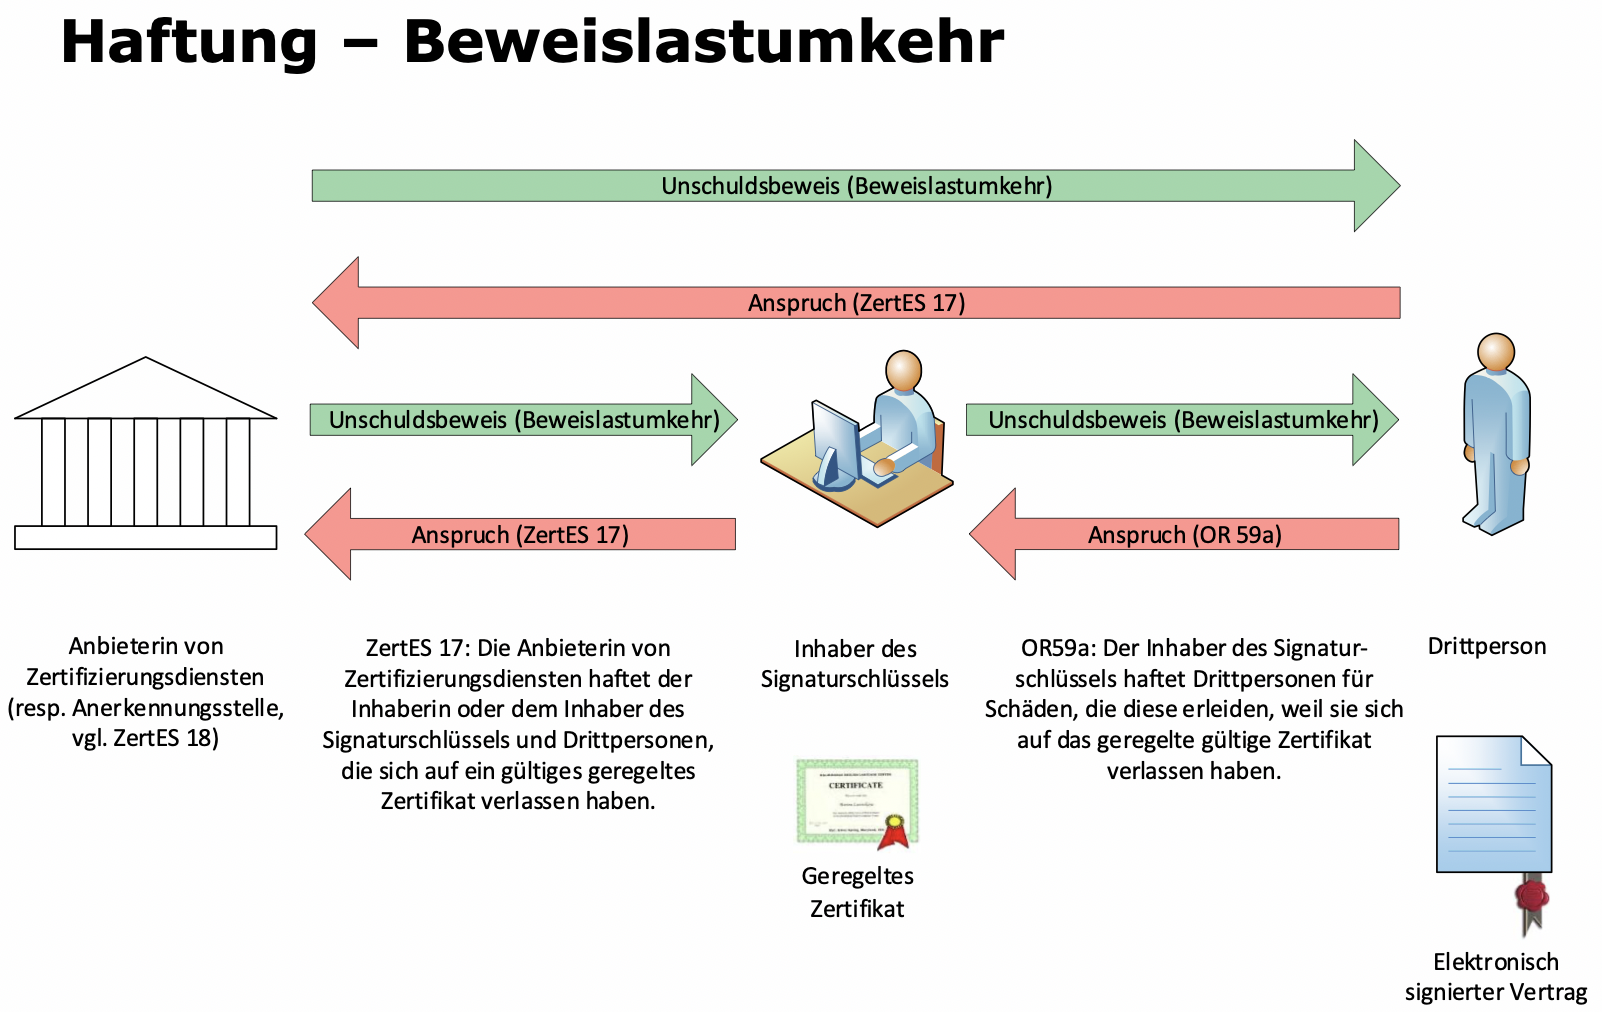 Haftung – Beweislastumkehr
Unschuldsbeweis (Beweislastumkehr)
Anspruch (ZertES 17)
Unschuldsbeweis (Beweislastumkehr)
Unschuldsbeweis (Beweislastumkehr)
Anspruch (ZertES 17)
Anspruch (OR 59a)
Anbieterin von
Zertifizierungsdiensten
(resp. Anerkennungsstelle,
vgl. ZertES 18)
ZertES 17: Die Anbieterin von
Zertifizierungsdiensten haftet der
Inhaberin oder dem Inhaber des
Signaturschlüssels und Drittpersonen,
die sich auf ein gültiges geregeltes
Zertifikat verlassen haben.
Inhaber des
Signaturschlüssels
CERTIFICATE
Geregeltes
Zertifikat
OR59a: Der Inhaber des Signatur-
schlüssels haftet Drittpersonen für
Schäden, die diese erleiden, weil sie sich
auf das geregelte gültige Zertifikat
verlassen haben.
Drittperson
Elektronisch
signierter Vertrag